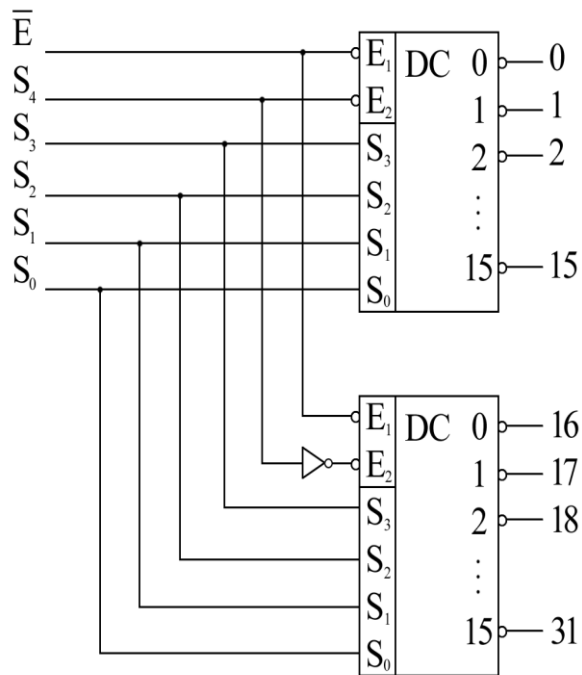 E̅ E₁ DC 0 0
S₄ E₂ 1 1
S₃ S₃ 2 2
S₂ S₂ ⋮
S₁ S₁ 15 15
S₀ S₀
E₁ DC 0 16
E₂ 1 17
S₃ 2 18
S₂ ⋮
S₁ 15 31
S₀